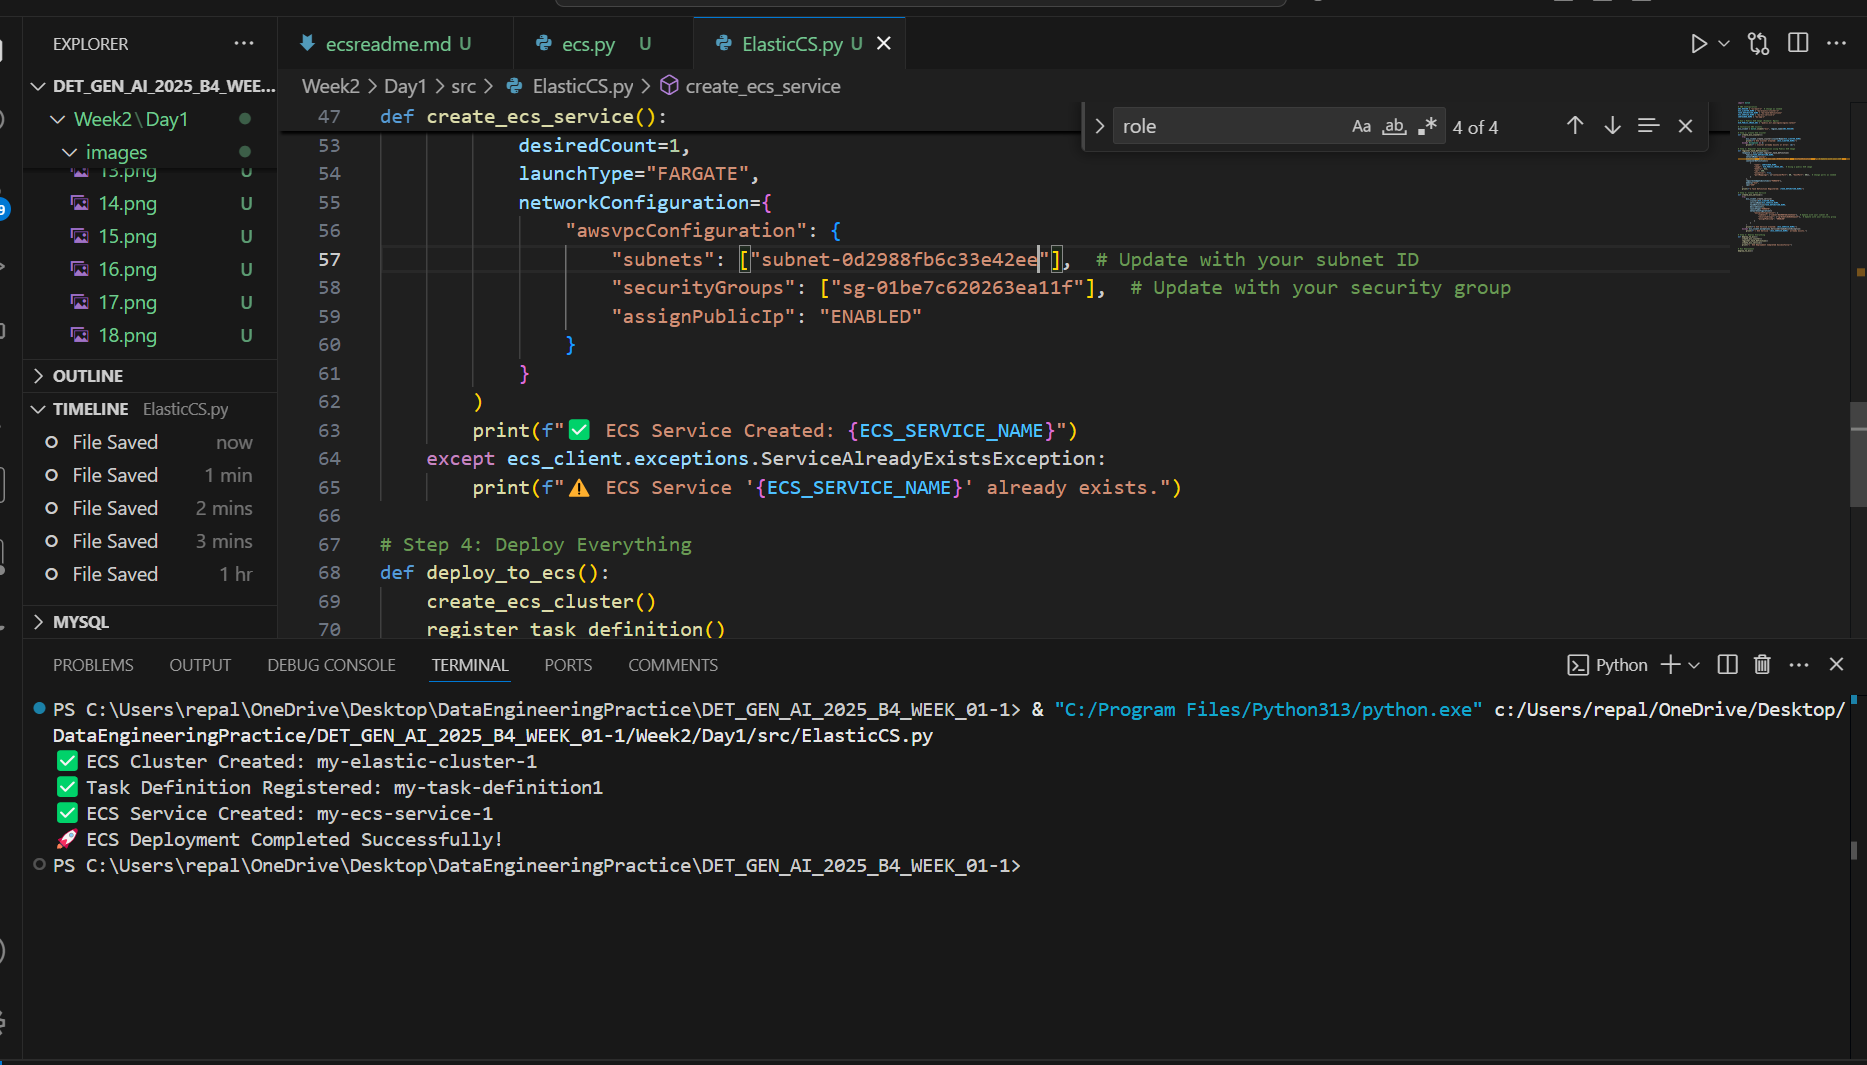 EXPLORER
DET_GEN_AI_2025_B4_WEE...
Week2\Day1
images
13.png U
14.png U
15.png U
16.png U
17.png U
18.png U
OUTLINE
TIMELINE ElasticCS.py
File Saved now
File Saved 1 min
File Saved 2 mins
File Saved 3 mins
File Saved 1 hr
MYSQL
ecsreadme.md U
ecs.py U
ElasticCS.py U
Week2 > Day1 > src > ElasticCS.py > create_ecs_service
role Aa ab .* 4 of 4
47 def create_ecs_service():
53 desiredCount=1,
54 launchType="FARGATE",
55 networkConfiguration={
56 "awsvpcConfiguration": {
57 "subnets": ["subnet-0d2988fb6c33e42ee"], # Update with your subnet ID
58 "securityGroups": ["sg-01be7c620263ea11f"], # Update with your security group
59 "assignPublicIp": "ENABLED"
60 }
61 }
62 )
63 print(f"✅ ECS Service Created: {ECS_SERVICE_NAME}")
64 except ecs_client.exceptions.ServiceAlreadyExistsException:
65 print(f"⚠️ ECS Service '{ECS_SERVICE_NAME}' already exists.")
66
67 # Step 4: Deploy Everything
68 def deploy_to_ecs():
69 create_ecs_cluster()
70 register_task_definition()
PROBLEMS OUTPUT DEBUG CONSOLE TERMINAL PORTS COMMENTS
Python
PS C:\Users\repal\OneDrive\Desktop\DataEngineeringPractice\DET_GEN_AI_2025_B4_WEEK_01-1> & "C:/Program Files/Python313/python.exe" c:/Users/repal/OneDrive/Desktop/
DataEngineeringPractice/DET_GEN_AI_2025_B4_WEEK_01-1/Week2/Day1/src/ElasticCS.py
✅ ECS Cluster Created: my-elastic-cluster-1
✅ Task Definition Registered: my-task-definition1
✅ ECS Service Created: my-ecs-service-1
🚀 ECS Deployment Completed Successfully!
PS C:\Users\repal\OneDrive\Desktop\DataEngineeringPractice\DET_GEN_AI_2025_B4_WEEK_01-1>